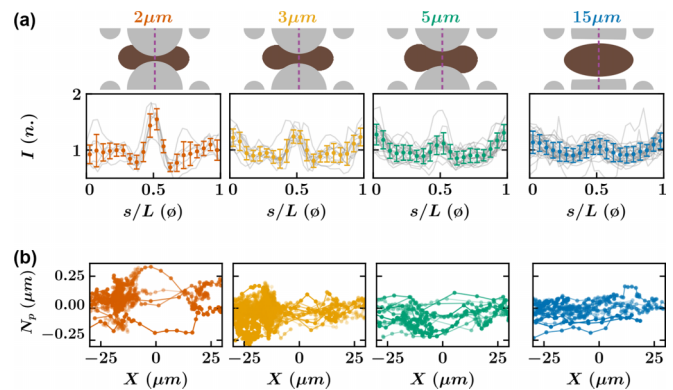 (a)
2μm 3μm 5μm 15μm
2
1
I (n.)
0 0.5 1 0 0.5 1 0 0.5 1 0 0.5 1
s/L (ø) s/L (ø) s/L (ø) s/L (ø)
(b)
0.25
0.00
−0.25
N_p (μm)
−25 0 25 −25 0 25 −25 0 25 −25 0 25
X (μm) X (μm) X (μm) X (μm)